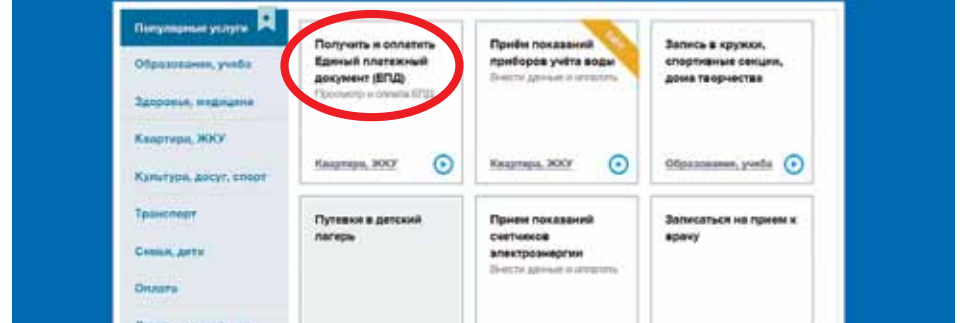 Популярные услуги
Образование, учеба
Здоровье, медицина
Квартира, ЖКУ
Культура, досуг, спорт
Транспорт
Семья, дети
Оплата
Получить и оплатить
Единый платежный
документ (ЕПД)
Просмотр и оплата ЕПД
Квартира, ЖКУ
Приём показаний
приборов учёта воды
Внести данные и оплатить
Квартира, ЖКУ
Запись в кружки,
спортивные секции,
дома творчества
Образование, учеба
Путевки в детский
лагерь
Прием показаний
счетчиков
электроэнергии
Внести данные и оплатить
Записаться на прием к
врачу